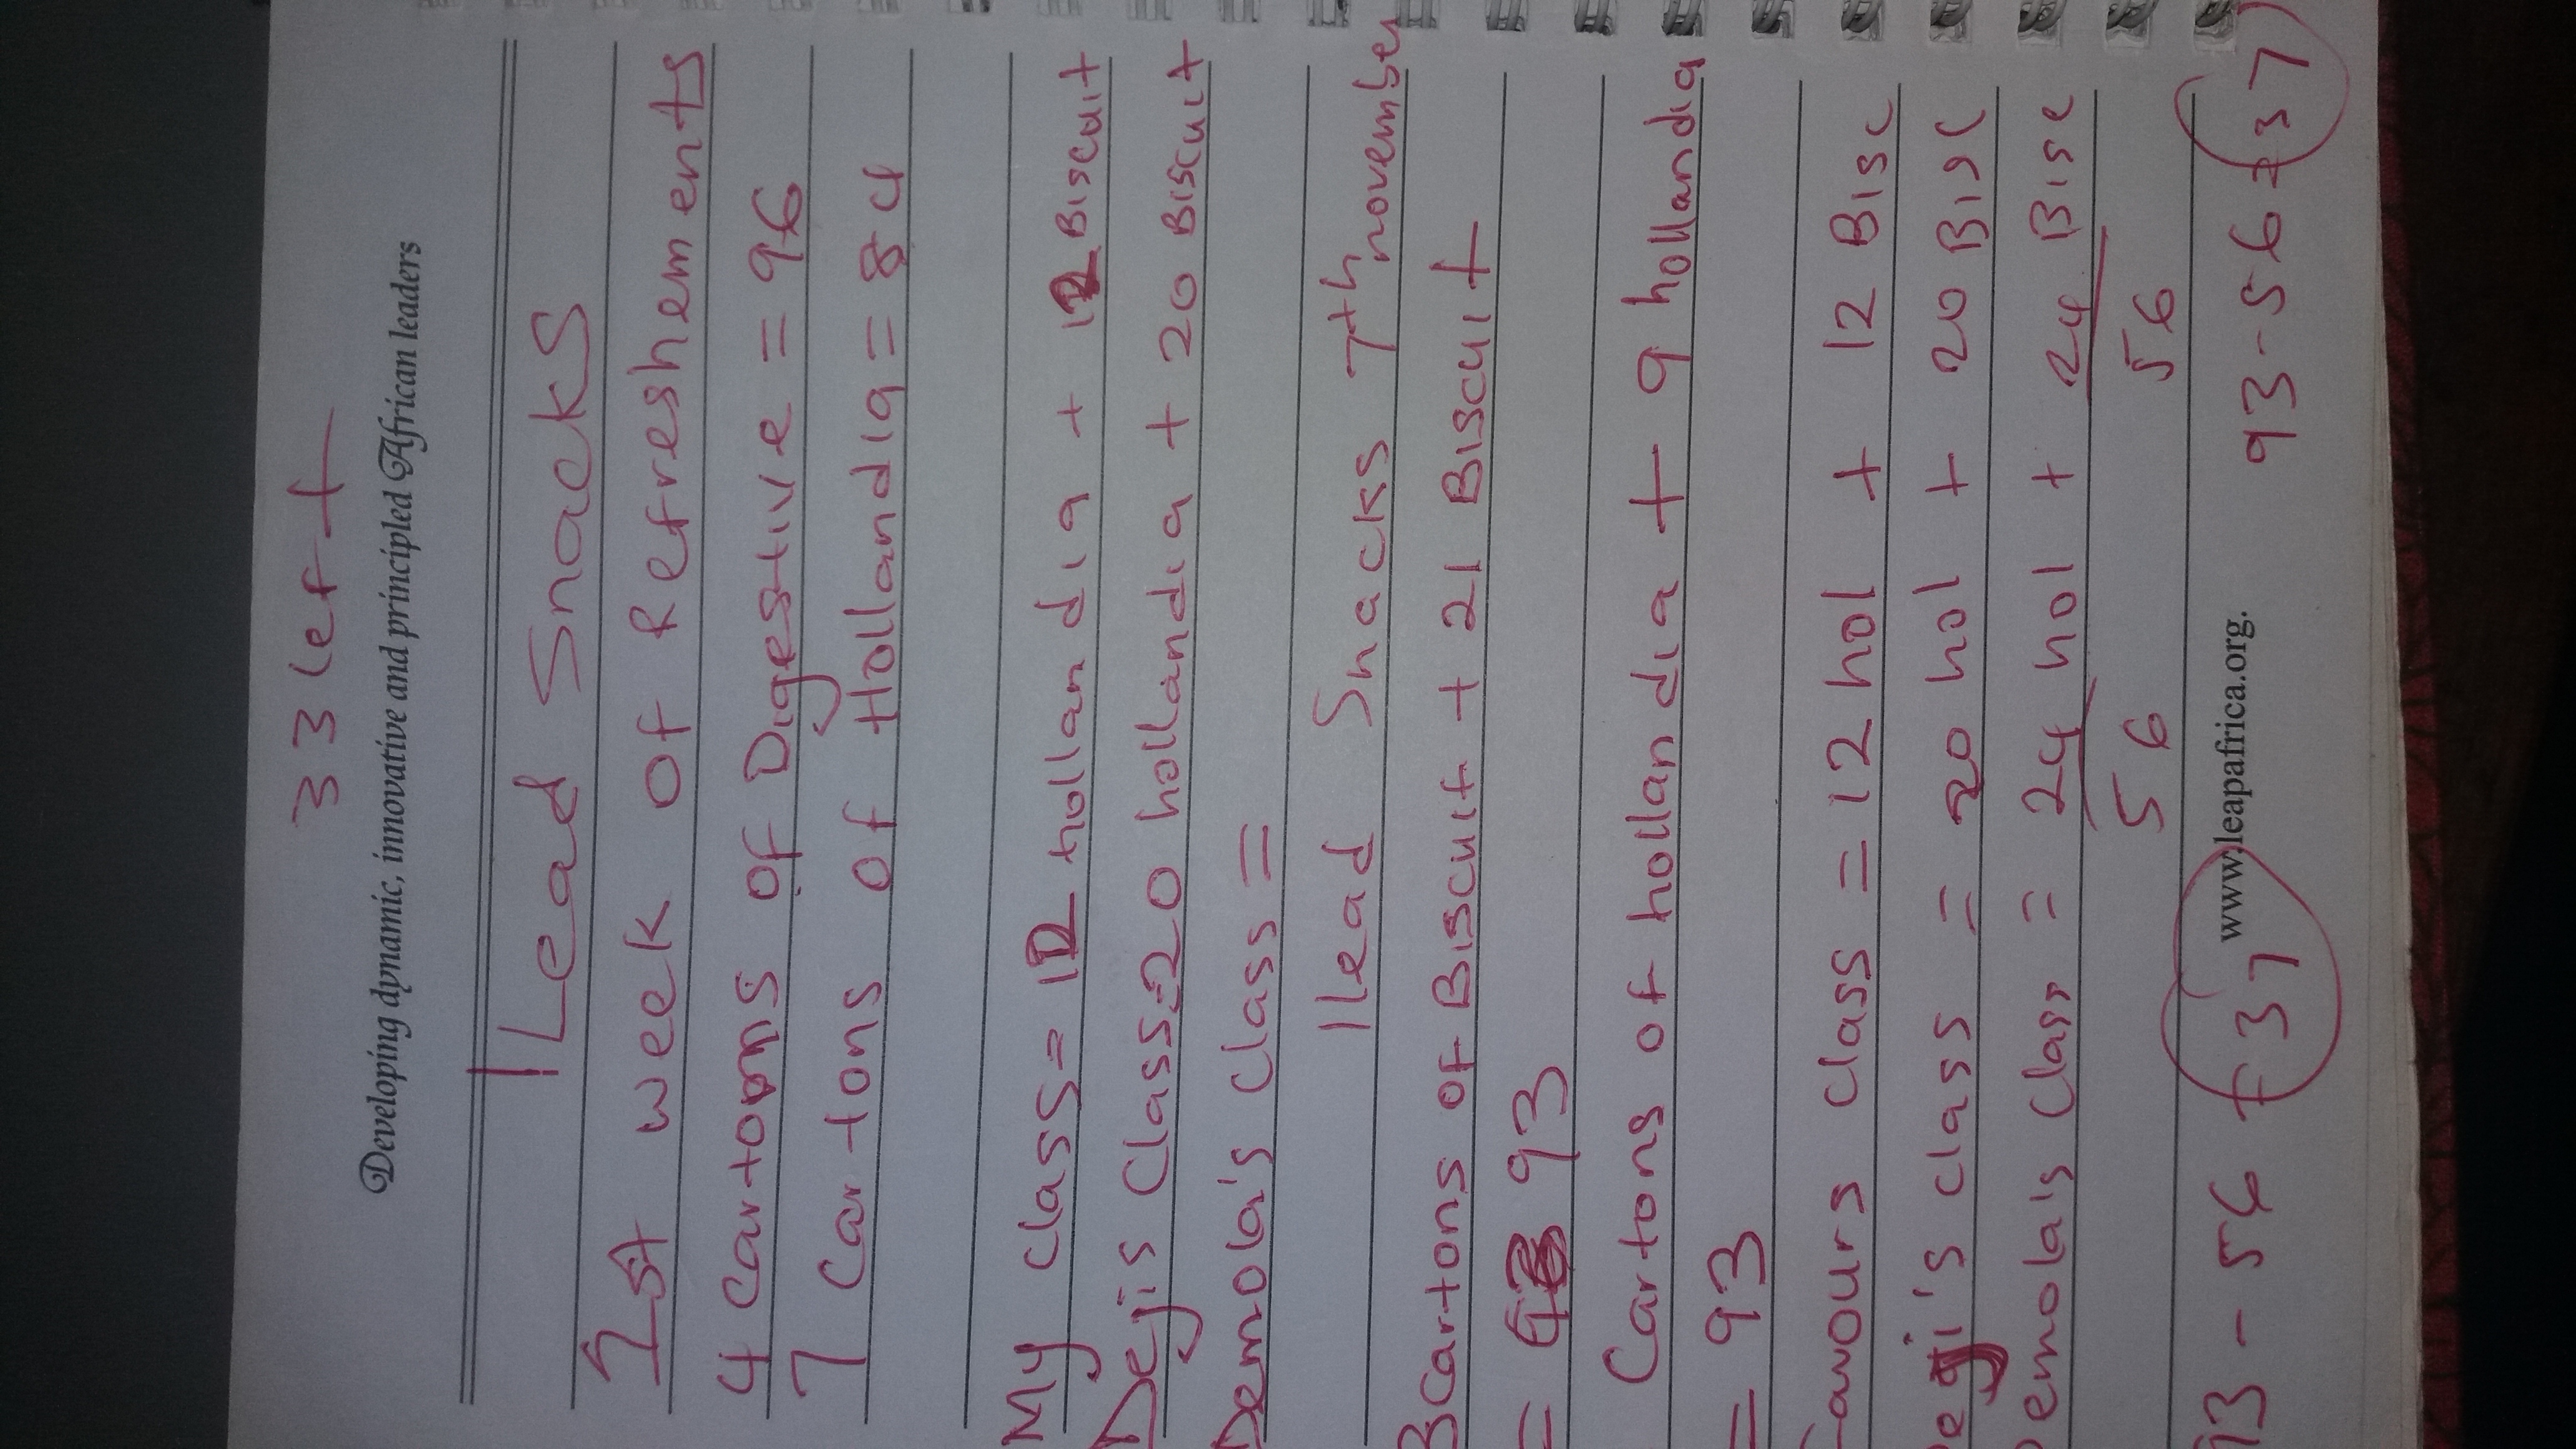 33 left
Developing dynamic, innovative and principled African leaders
ILead Snacks
1st week of Refreshements
4 cartoons of Digestive = 96
7 Cartons of Hollandia = 84
My class = 12 hollandia + 12 Biscuit
Dejis Class = 20 hollandia + 20 Biscuit
Demola's class =
Ilead Snacks 7th november
3 Cartons of Biscuit + 21 Biscuit
= 93
Cartons of hollandia + 9 hollandia
= 93
Favours class = 12 hol + 12 Bisc
Deji's class = 20 hol + 20 Bisc
Demola's class = 24 hol + 24 Bisc
56 56
93 - 56 = 37 www.leapafrica.org. 93 - 56 = 37